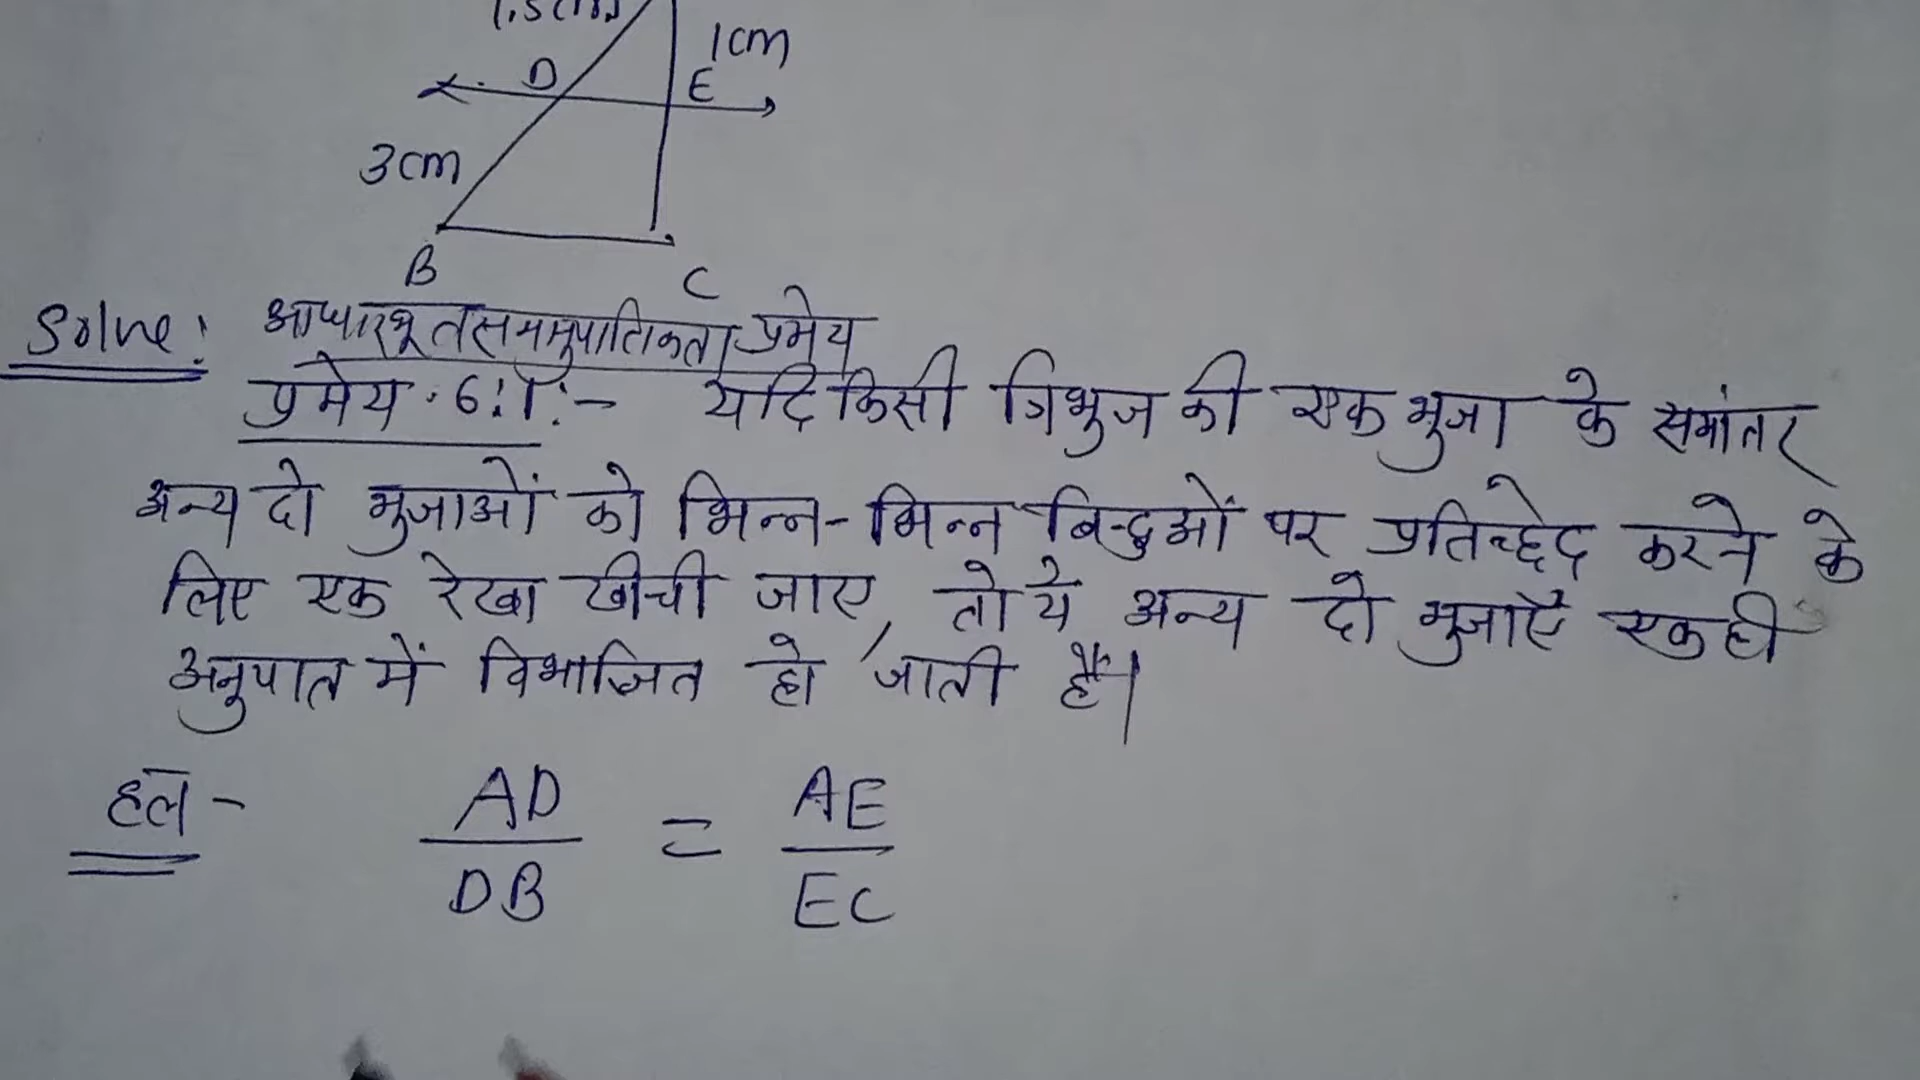 1.5cm
1cm
D
E
3cm
B
C
Solve: आधारभूतसमानुपातिकता प्रमेय
प्रमेय . 6.1 :- यदि किसी त्रिभुज की एक भुजा के समांतर
अन्य दो भुजाओं को भिन्न-भिन्न बिन्दुओं पर प्रतिच्छेद करने के
लिए एक रेखा खीची जाए, तो ये अन्य दो भुजाएँ एक ही
अनुपात में विभाजित हो जाती हैं।
हल - AD/DB = AE/EC